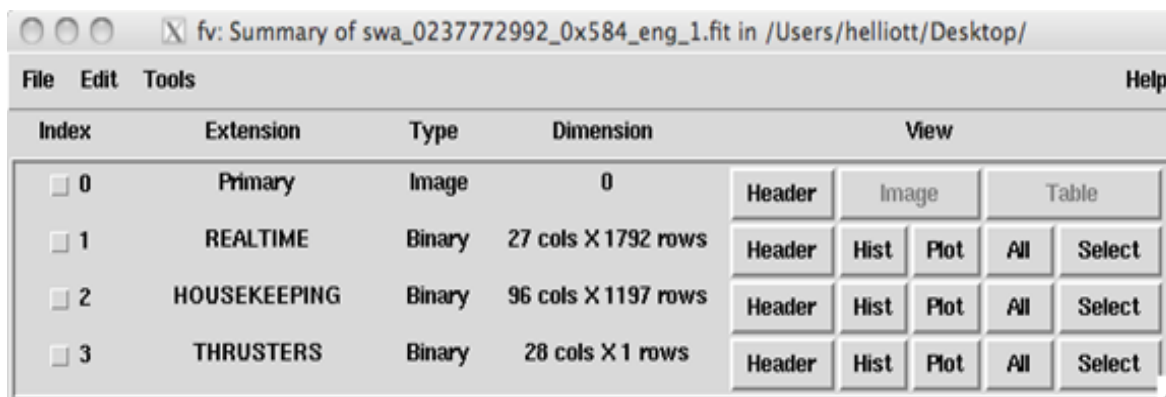 X fv: Summary of swa_0237772992_0x584_eng_1.fit in /Users/helliott/Desktop/
File Edit Tools Help
Index Extension Type Dimension View
0 Primary Image 0 Header Image Table
1 REALTIME Binary 27 cols X 1792 rows Header Hist Plot All Select
2 HOUSEKEEPING Binary 96 cols X 1197 rows Header Hist Plot All Select
3 THRUSTERS Binary 28 cols X 1 rows Header Hist Plot All Select